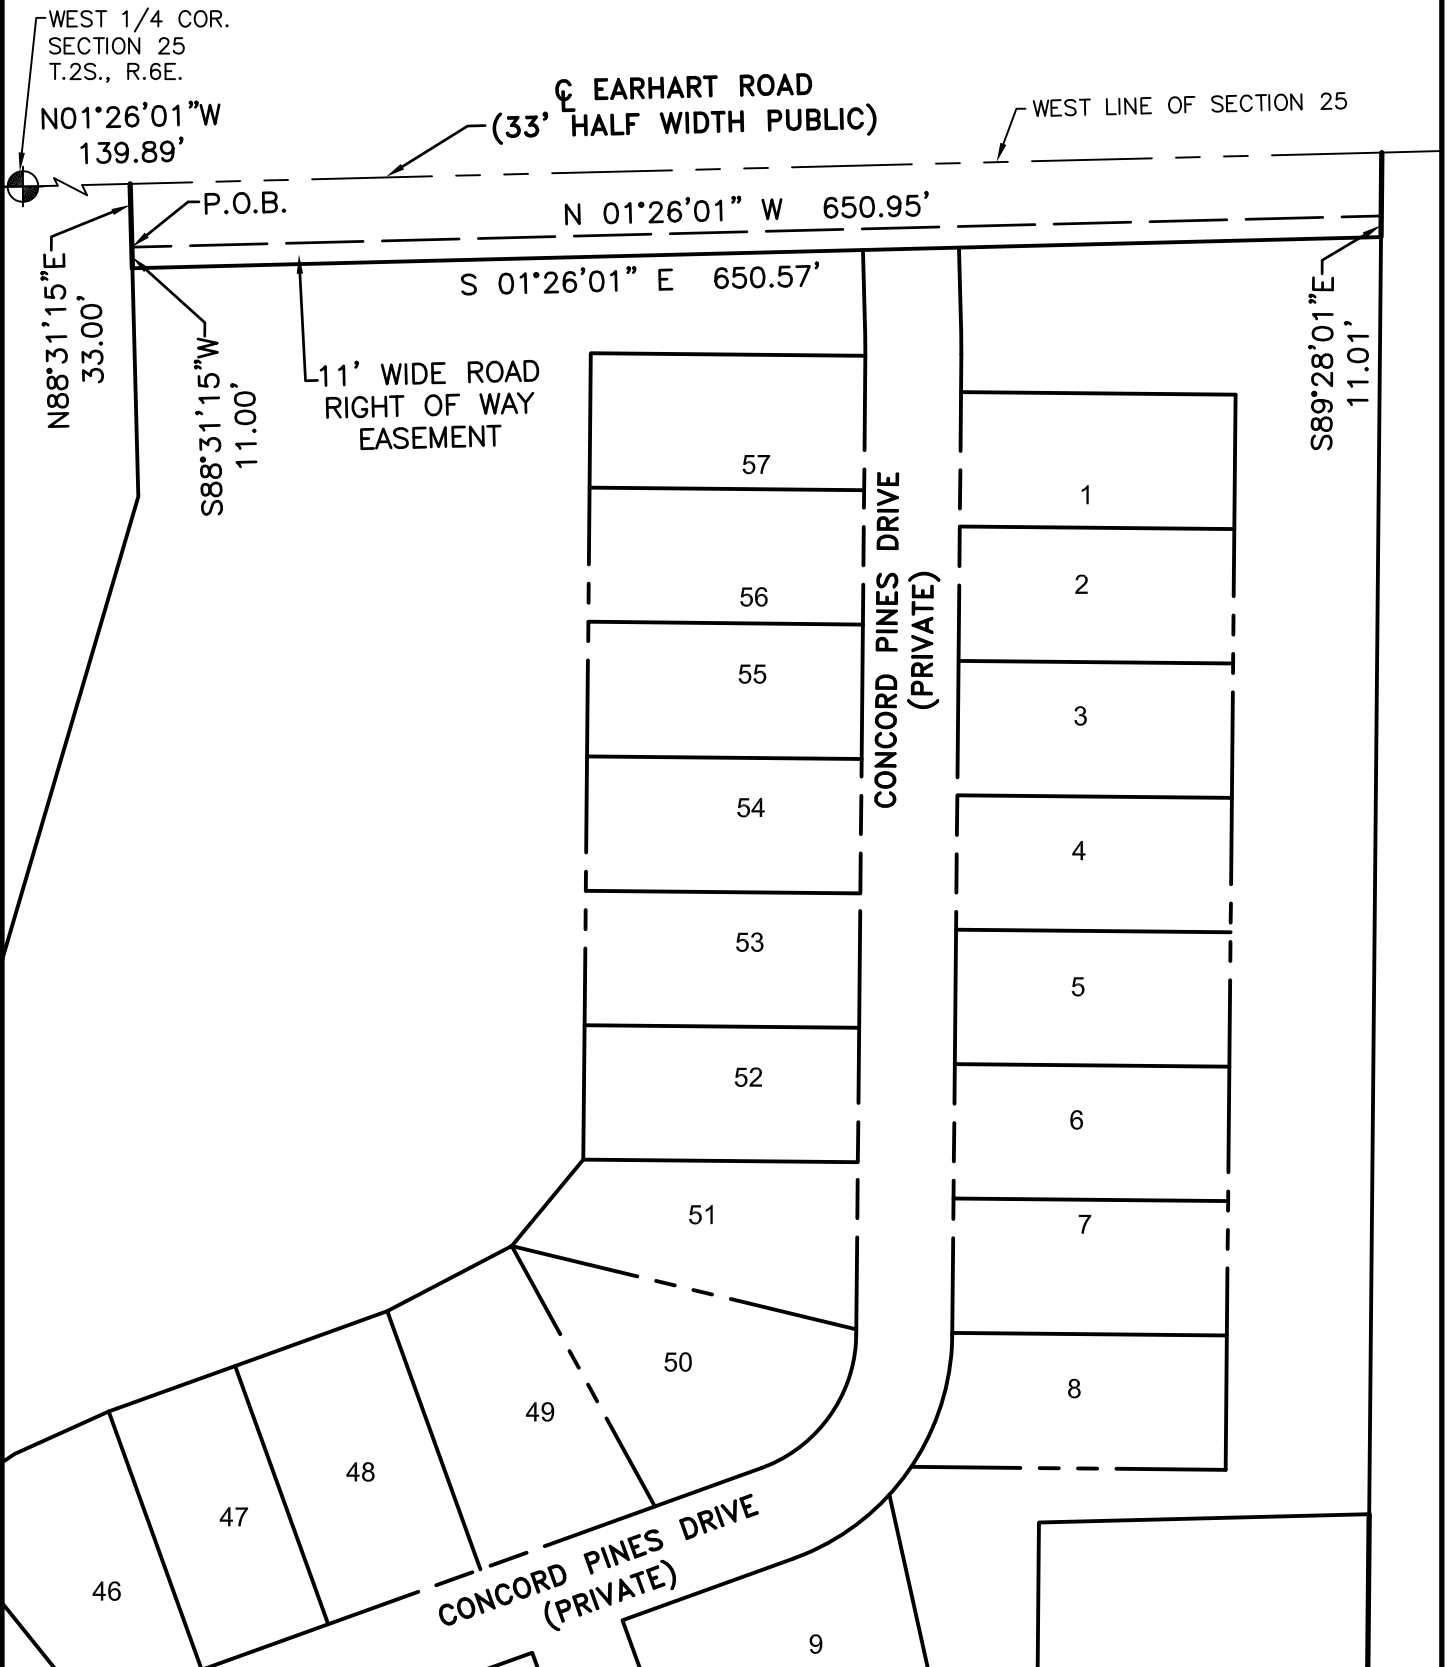 WEST 1/4 COR.
SECTION 25
T.2S., R.6E.
N01°26'01"W
139.89'
℄ EARHART ROAD
(33' HALF WIDTH PUBLIC)
WEST LINE OF SECTION 25
P.O.B.
N 01°26'01" W 650.95'
S 01°26'01" E 650.57'
N88°31'15"E
33.00'
S88°31'15"W
11.00'
11' WIDE ROAD
RIGHT OF WAY
EASEMENT
S89°28'01"E
11.01'
57
1
56
2
55
3
54
4
53
5
52
6
51
7
50
8
49
48
47
46
9
CONCORD PINES DRIVE
(PRIVATE)
CONCORD PINES DRIVE
(PRIVATE)